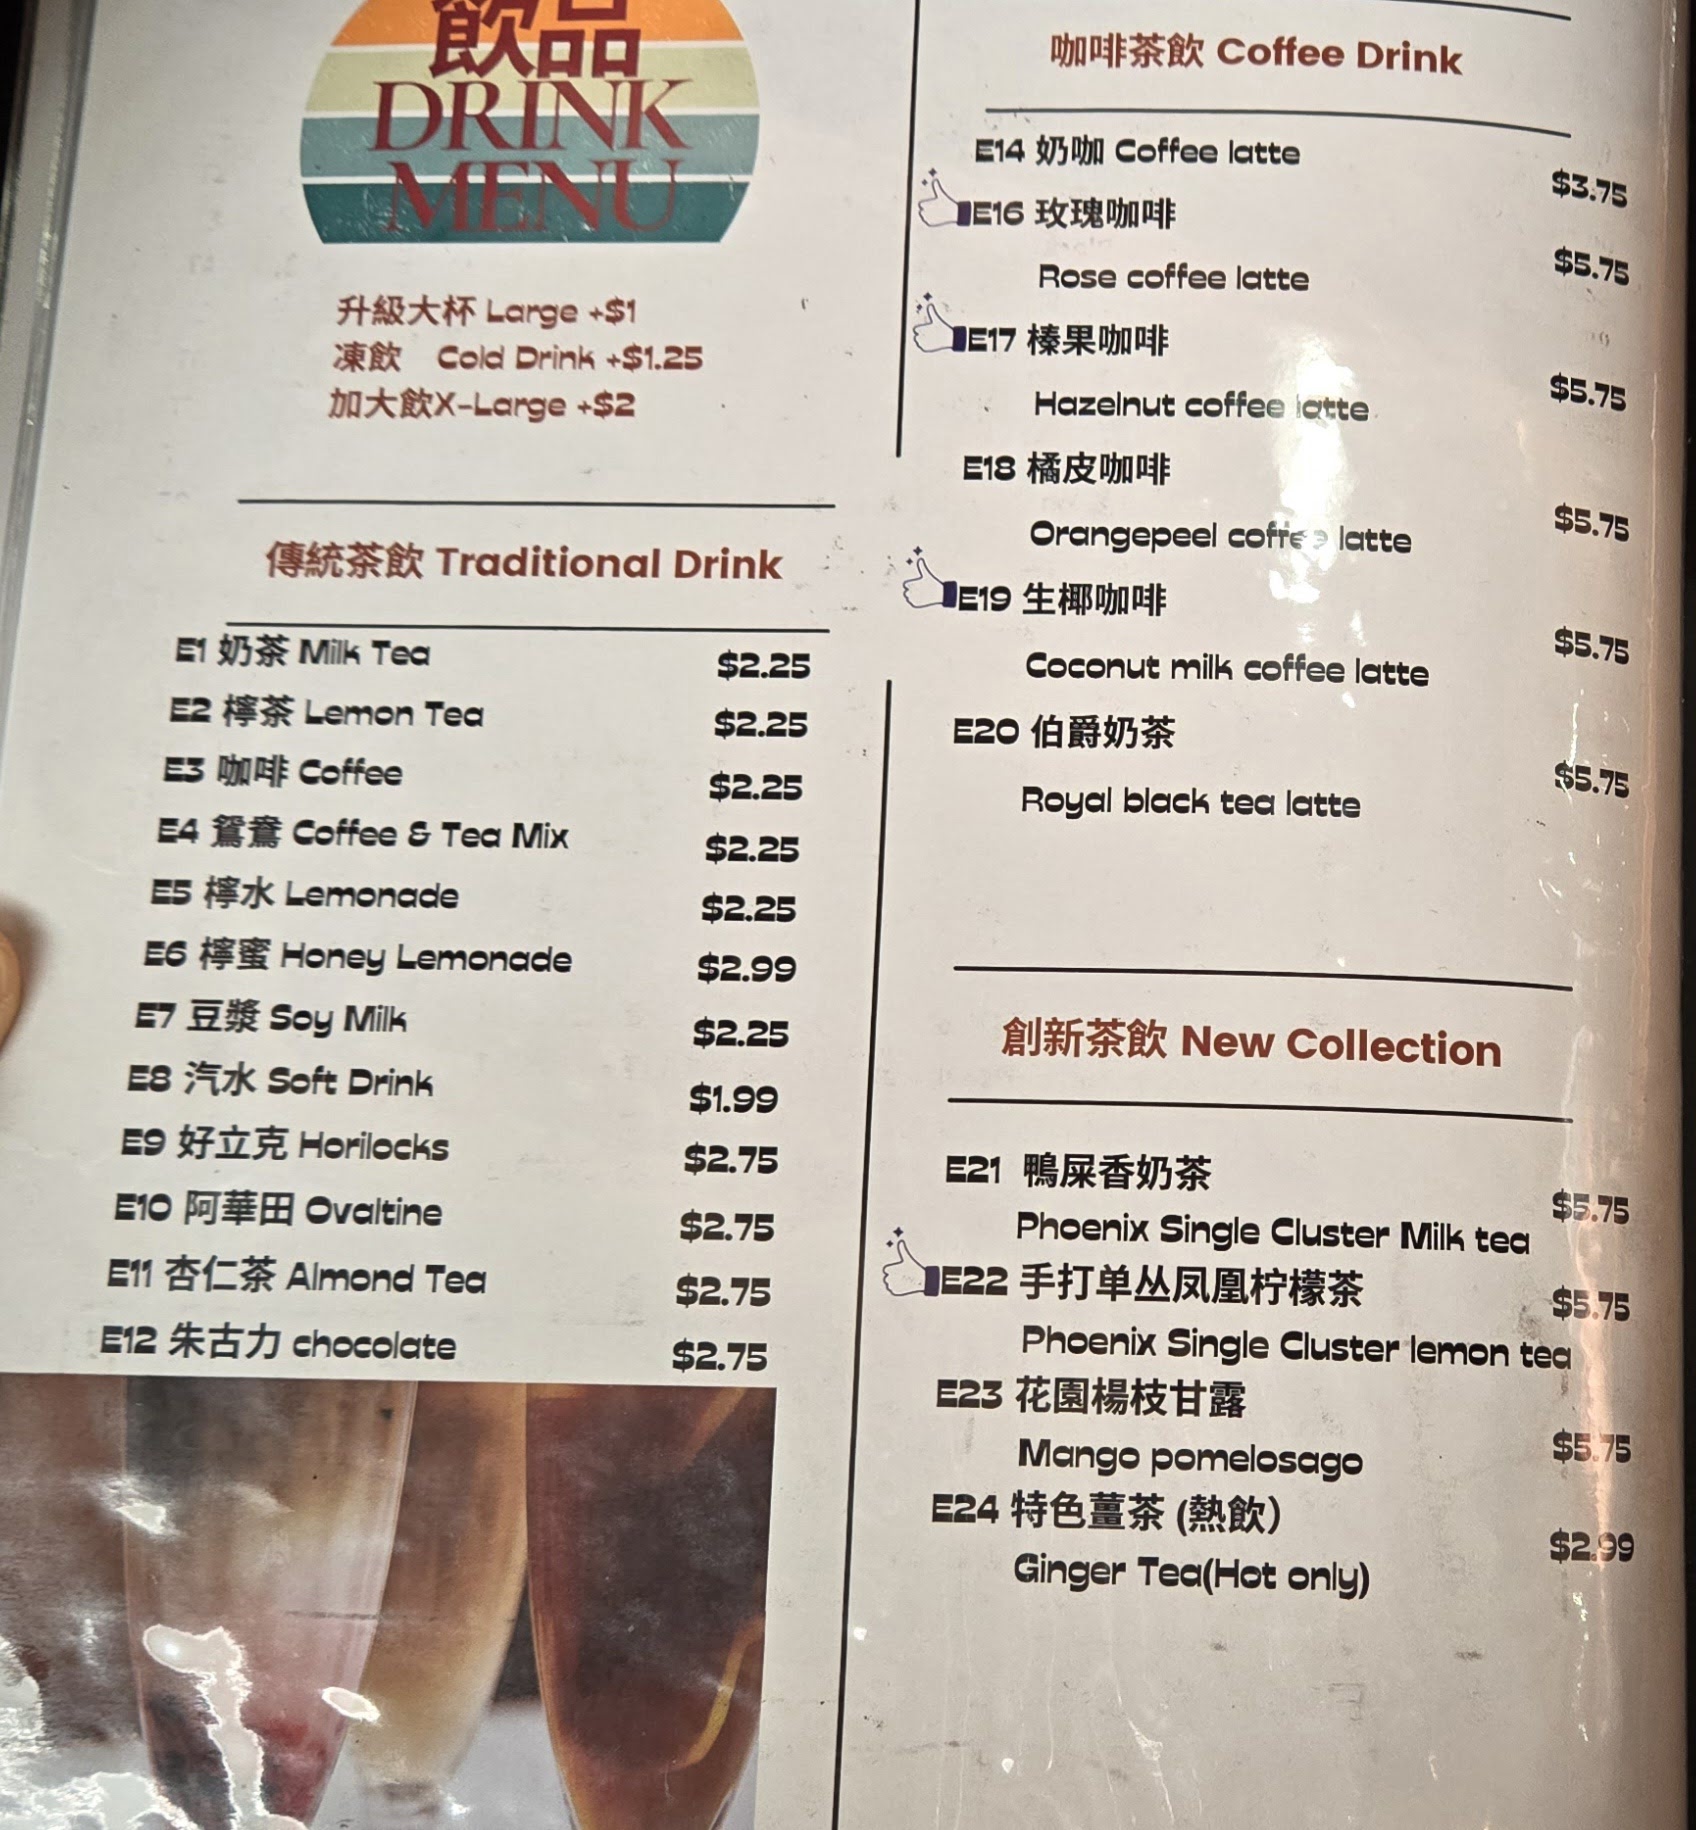 飲品
DRINK
MENU
升級大杯 Large +$1
凍飲 Cold Drink +$1.25
加大飲X-Large +$2
傳統茶飲 Traditional Drink
E1 奶茶 Milk Tea $2.25
E2 檸茶 Lemon Tea $2.25
E3 咖啡 Coffee $2.25
E4 鴛鴦 Coffee & Tea Mix $2.25
E5 檸水 Lemonade $2.25
E6 檸蜜 Honey Lemonade $2.99
E7 豆漿 Soy Milk $2.25
E8 汽水 Soft Drink $1.99
E9 好立克 Horilocks $2.75
E10 阿華田 Ovaltine $2.75
E11 杏仁茶 Almond Tea $2.75
E12 朱古力 chocolate $2.75
咖啡茶飲 Coffee Drink
E14 奶咖 Coffee latte $3.75
E16 玫瑰咖啡
Rose coffee latte $5.75
E17 榛果咖啡
Hazelnut coffee latte $5.75
E18 橘皮咖啡
Orangepeel coffee latte $5.75
E19 生椰咖啡
Coconut milk coffee latte $5.75
E20 伯爵奶茶
Royal black tea latte $5.75
創新茶飲 New Collection
E21 鴨屎香奶茶
Phoenix Single Cluster Milk tea $5.75
E22 手打单丛凤凰柠檬茶
Phoenix Single Cluster lemon tea $5.75
E23 花園楊枝甘露
Mango pomelosago $5.75
E24 特色薑茶 (熱飲)
Ginger Tea(Hot only) $2.99